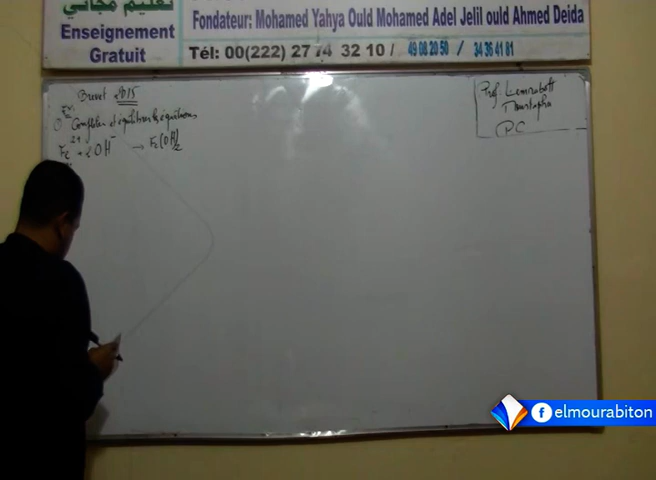 تعليم مجاني
Enseignement
Gratuit
Fondateur: Mohamed Yahya Ould Mohamed Adel Jelil ould Ahmed Deida
Tél: 00(222) 27 74 32 10 / 49 08 20 50 / 34 36 41 81
Brevet 2015
Prof Lemrabott
Moustapha
PC
Compléter et équilibrer les équations
Fe²⁺ + 2OH⁻ → Fe(OH)₂
elmourabiton